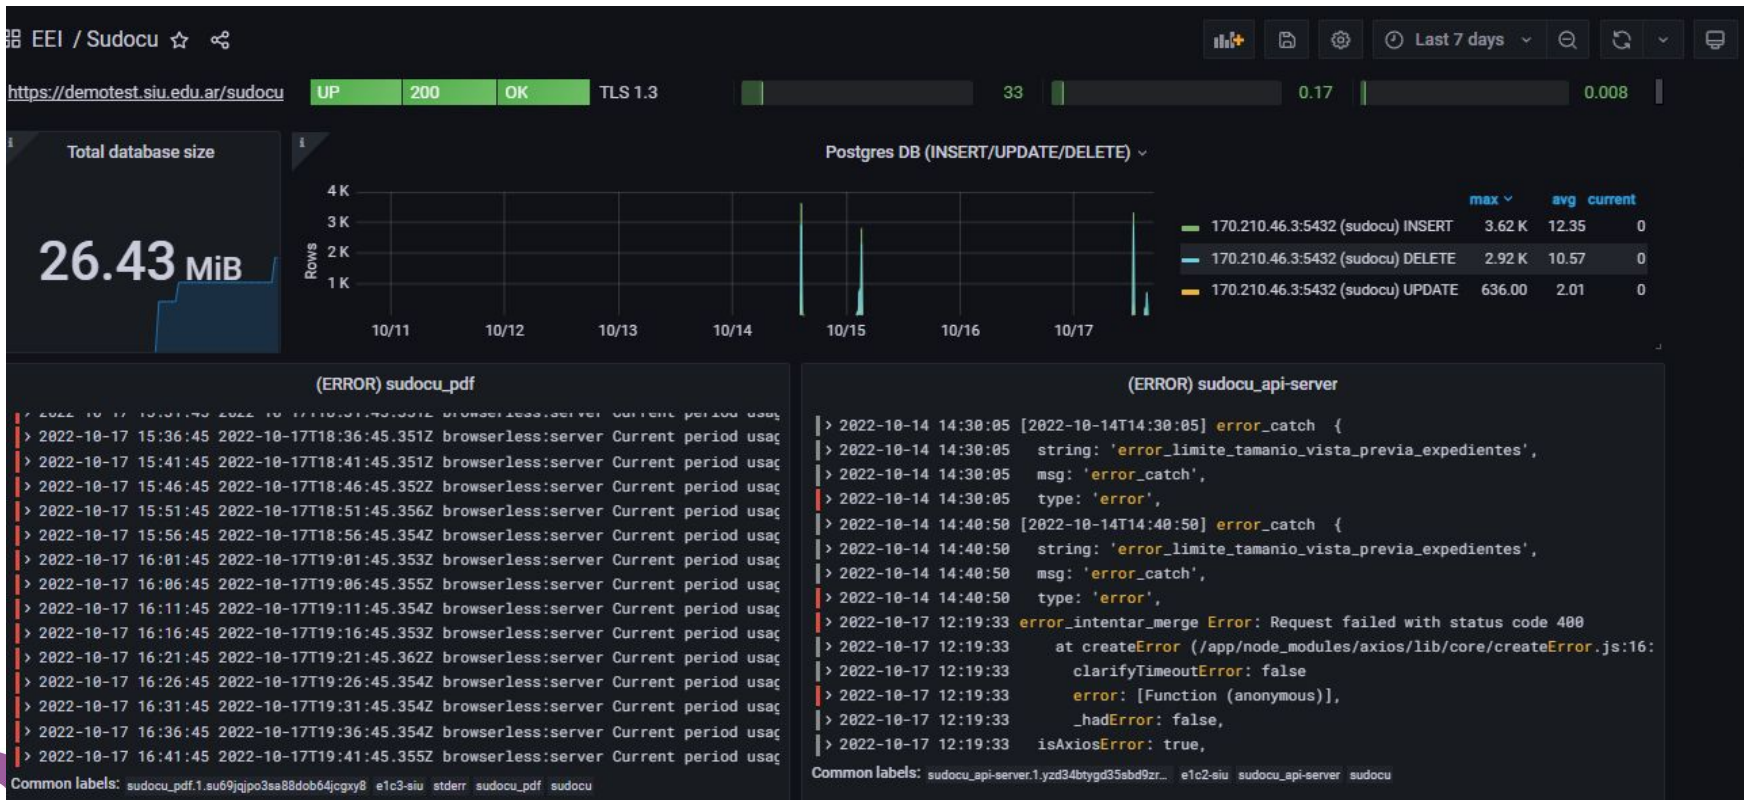 EEI / Sudocu
Last 7 days
https://demotest.siu.edu.ar/sudocu UP 200 OK TLS 1.3 33 0.17 0.008
Total database size
26.43 MiB
Postgres DB (INSERT/UPDATE/DELETE)
4 K
3 K
2 K
1 K
Rows
10/11 10/12 10/13 10/14 10/15 10/16 10/17
max avg current
170.210.46.3:5432 (sudocu) INSERT 3.62 K 12.35 0
170.210.46.3:5432 (sudocu) DELETE 2.92 K 10.57 0
170.210.46.3:5432 (sudocu) UPDATE 636.00 2.01 0
(ERROR) sudocu_pdf
> 2022-10-17 15:36:45 2022-10-17T18:36:45.351Z browserless:server Current period usag
> 2022-10-17 15:41:45 2022-10-17T18:41:45.351Z browserless:server Current period usag
> 2022-10-17 15:46:45 2022-10-17T18:46:45.352Z browserless:server Current period usag
> 2022-10-17 15:51:45 2022-10-17T18:51:45.356Z browserless:server Current period usag
> 2022-10-17 15:56:45 2022-10-17T18:56:45.354Z browserless:server Current period usag
> 2022-10-17 16:01:45 2022-10-17T19:01:45.353Z browserless:server Current period usag
> 2022-10-17 16:06:45 2022-10-17T19:06:45.355Z browserless:server Current period usag
> 2022-10-17 16:11:45 2022-10-17T19:11:45.354Z browserless:server Current period usag
> 2022-10-17 16:16:45 2022-10-17T19:16:45.353Z browserless:server Current period usag
> 2022-10-17 16:21:45 2022-10-17T19:21:45.362Z browserless:server Current period usag
> 2022-10-17 16:26:45 2022-10-17T19:26:45.354Z browserless:server Current period usag
> 2022-10-17 16:31:45 2022-10-17T19:31:45.354Z browserless:server Current period usag
> 2022-10-17 16:36:45 2022-10-17T19:36:45.354Z browserless:server Current period usag
> 2022-10-17 16:41:45 2022-10-17T19:41:45.355Z browserless:server Current period usag
Common labels: sudocu_pdf.1.su69jqjpo3sa88dob64jcgxy8 e1c3-siu stderr sudocu_pdf sudocu
(ERROR) sudocu_api-server
> 2022-10-14 14:30:05 [2022-10-14T14:30:05] error_catch {
> 2022-10-14 14:30:05 string: 'error_limite_tamanio_vista_previa_expedientes',
> 2022-10-14 14:30:05 msg: 'error_catch',
> 2022-10-14 14:30:05 type: 'error',
> 2022-10-14 14:40:50 [2022-10-14T14:40:50] error_catch {
> 2022-10-14 14:40:50 string: 'error_limite_tamanio_vista_previa_expedientes',
> 2022-10-14 14:40:50 msg: 'error_catch',
> 2022-10-14 14:40:50 type: 'error',
> 2022-10-17 12:19:33 error_intentar_merge Error: Request failed with status code 400
> 2022-10-17 12:19:33 at createError (/app/node_modules/axios/lib/core/createError.js:16:
> 2022-10-17 12:19:33 clarifyTimeoutError: false
> 2022-10-17 12:19:33 error: [Function (anonymous)],
> 2022-10-17 12:19:33 _hadError: false,
> 2022-10-17 12:19:33 isAxiosError: true,
Common labels: sudocu_api-server.1.yzd34btygd35sbd9zr... e1c2-siu sudocu_api-server sudocu